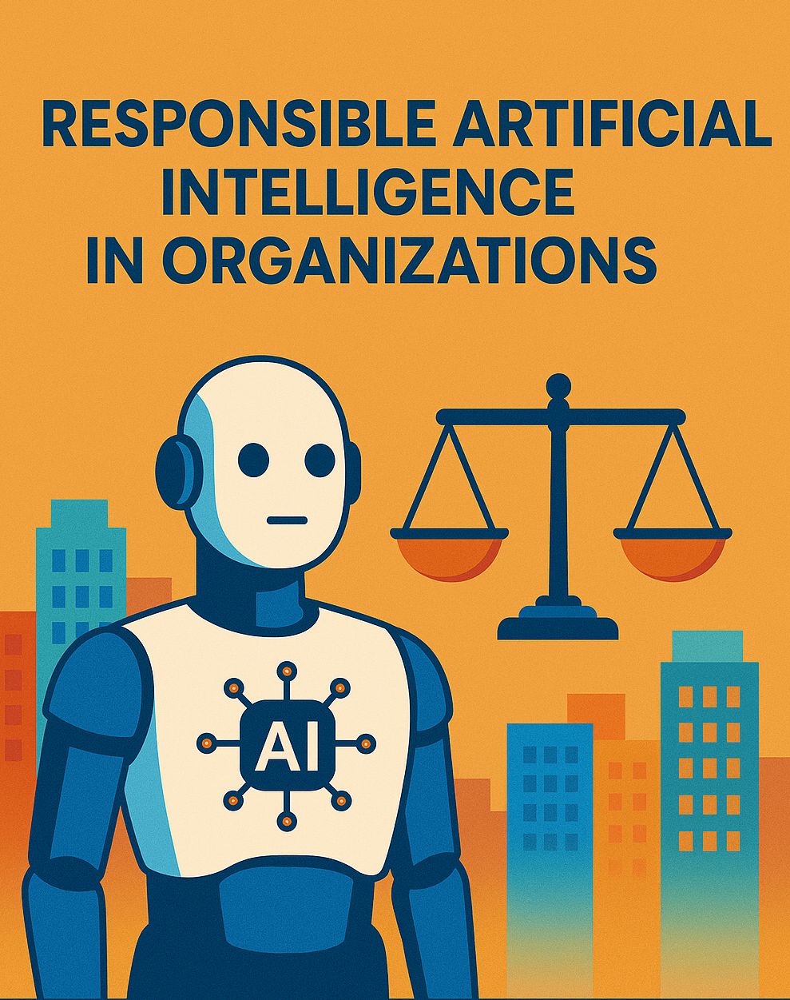 RESPONSIBLE ARTIFICIAL
INTELLIGENCE
IN ORGANIZATIONS
AI